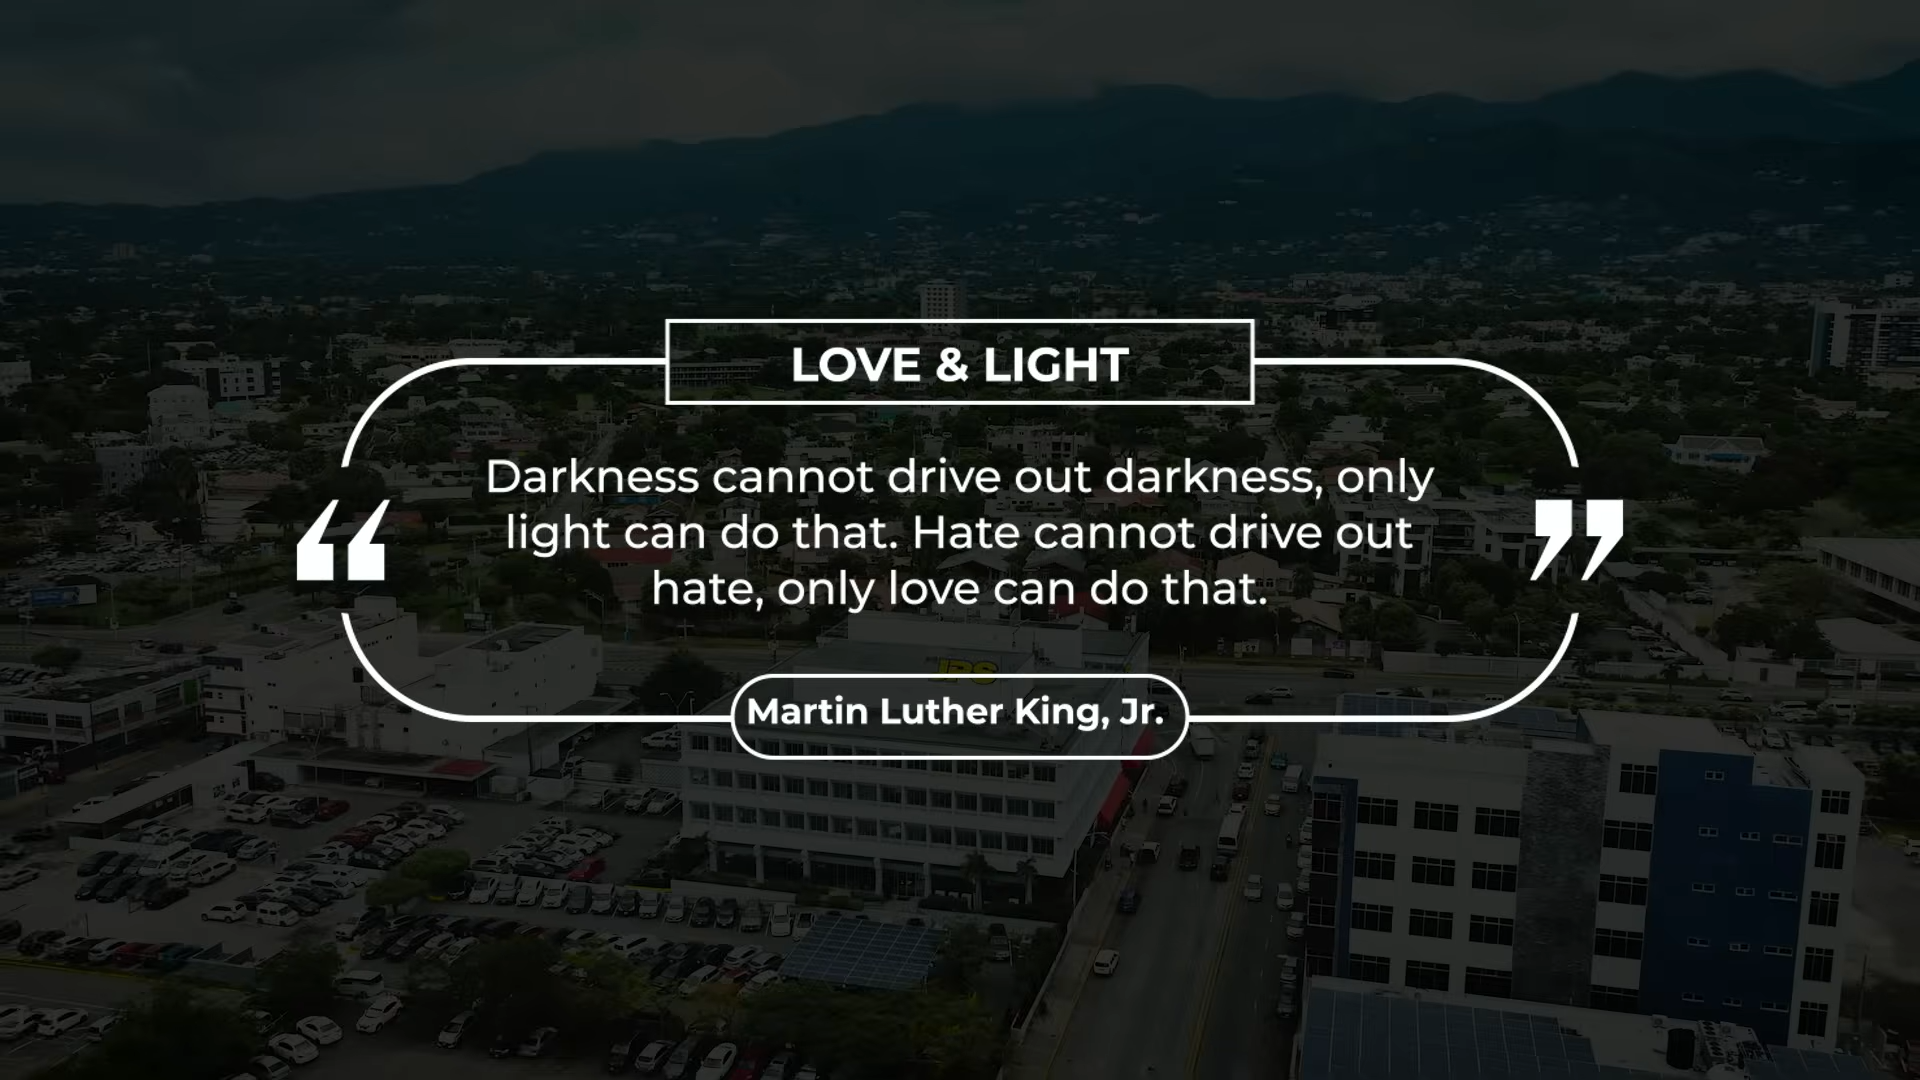 LOVE & LIGHT
Darkness cannot drive out darkness, only
light can do that. Hate cannot drive out
hate, only love can do that.
JPS
Martin Luther King, Jr.